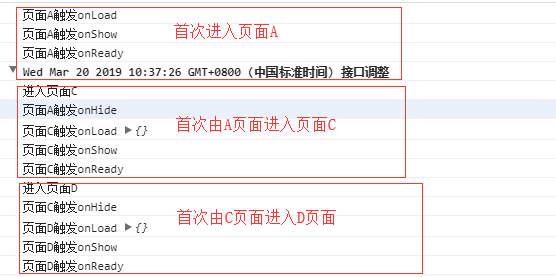 页面A触发onLoad
页面A触发onShow
首次进入页面A
页面A触发onReady
▼ Wed Mar 20 2019 10:37:26 GMT+0800 (中国标准时间) 接口调整
进入页面C
页面A触发onHide
首次由A页面进入页面C
页面C触发onLoad ▶ {}
页面C触发onShow
页面C触发onReady
进入页面D
页面C触发onHide
首次由C页面进入D页面
页面D触发onLoad ▶ {}
页面D触发onShow
页面D触发onReady